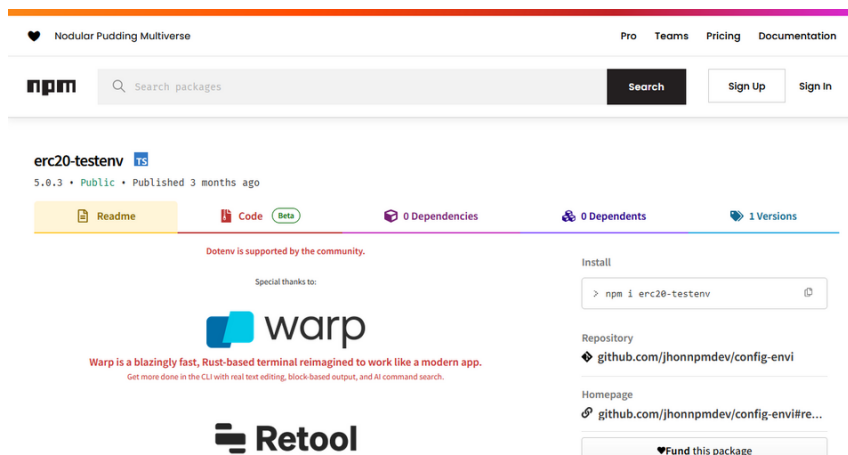 Nodular Pudding Multiverse
Pro Teams Pricing Documentation
npm
Search packages
Search
Sign Up
Sign In
erc20-testenv TS
5.0.3 • Public • Published 3 months ago
Readme
Code Beta
0 Dependencies
0 Dependents
1 Versions
Dotenv is supported by the community.
Special thanks to:
warp
Warp is a blazingly fast, Rust-based terminal reimagined to work like a modern app.
Get more done in the CLI with real text editing, block-based output, and AI command search.
Retool
Install
> npm i erc20-testenv
Repository
github.com/jhonnpmdev/config-envi
Homepage
github.com/jhonnpmdev/config-envi#re...
♥Fund this package